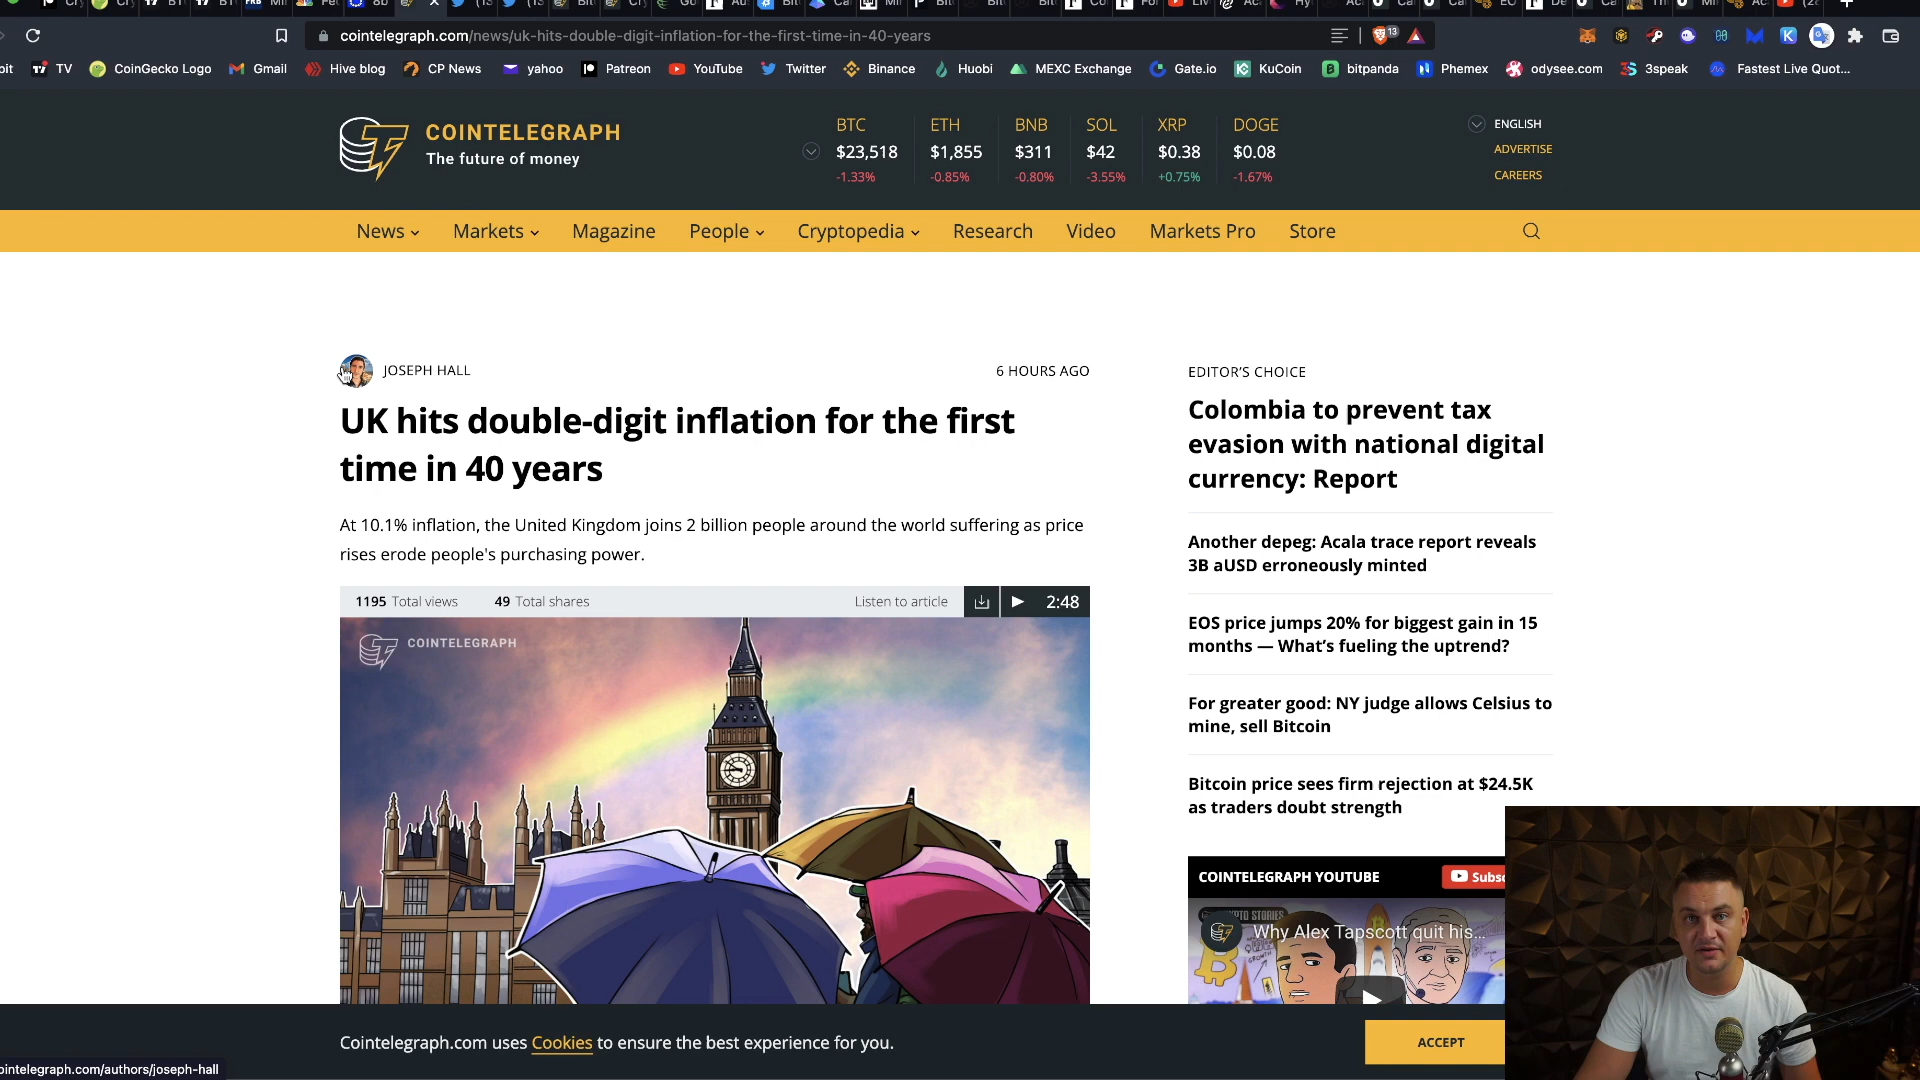 cointelegraph.com/news/uk-hits-double-digit-inflation-for-the-first-time-in-40-years
13
TV CoinGecko Logo Gmail Hive blog CP News yahoo Patreon YouTube Twitter Binance Huobi MEXC Exchange Gate.io KuCoin bitpanda Phemex odysee.com 3speak Fastest Live Quot...
COINTELEGRAPH
The future of money
BTC ETH BNB SOL XRP DOGE
$23,518 $1,855 $311 $42 $0.38 $0.08
-1.33% -0.85% -0.80% -3.55% +0.75% -1.67%
ENGLISH
ADVERTISE
CAREERS
News Markets Magazine People Cryptopedia Research Video Markets Pro Store
JOSEPH HALL 6 HOURS AGO
UK hits double-digit inflation for the first
time in 40 years
At 10.1% inflation, the United Kingdom joins 2 billion people around the world suffering as price
rises erode people's purchasing power.
1195 Total views 49 Total shares Listen to article 2:48
COINTELEGRAPH
EDITOR'S CHOICE
Colombia to prevent tax
evasion with national digital
currency: Report
Another depeg: Acala trace report reveals
3B aUSD erroneously minted
EOS price jumps 20% for biggest gain in 15
months — What's fueling the uptrend?
For greater good: NY judge allows Celsius to
mine, sell Bitcoin
Bitcoin price sees firm rejection at $24.5K
as traders doubt strength
COINTELEGRAPH YOUTUBE
Why Alex Tapscott quit his...
Cointelegraph.com uses Cookies to ensure the best experience for you.
ACCEPT
ointelegraph.com/authors/joseph-hall